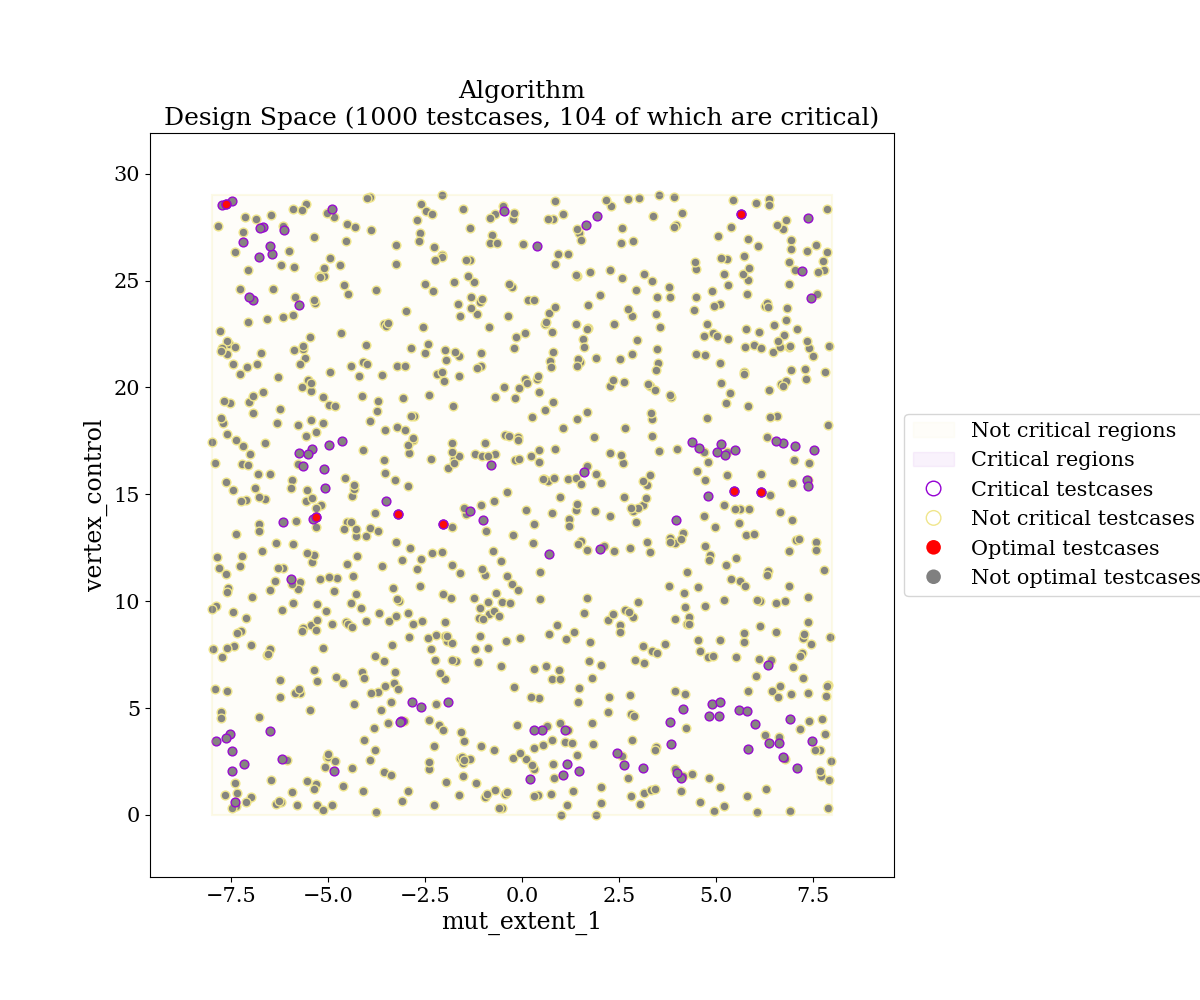 Algorithm
Design Space (1000 testcases, 104 of which are critical)
30
25
20
15
10
5
0
vertex_control
−7.5
−5.0
−2.5
0.0
2.5
5.0
7.5
mut_extent_1
Not critical regions
Critical regions
Critical testcases
Not critical testcases
Optimal testcases
Not optimal testcases